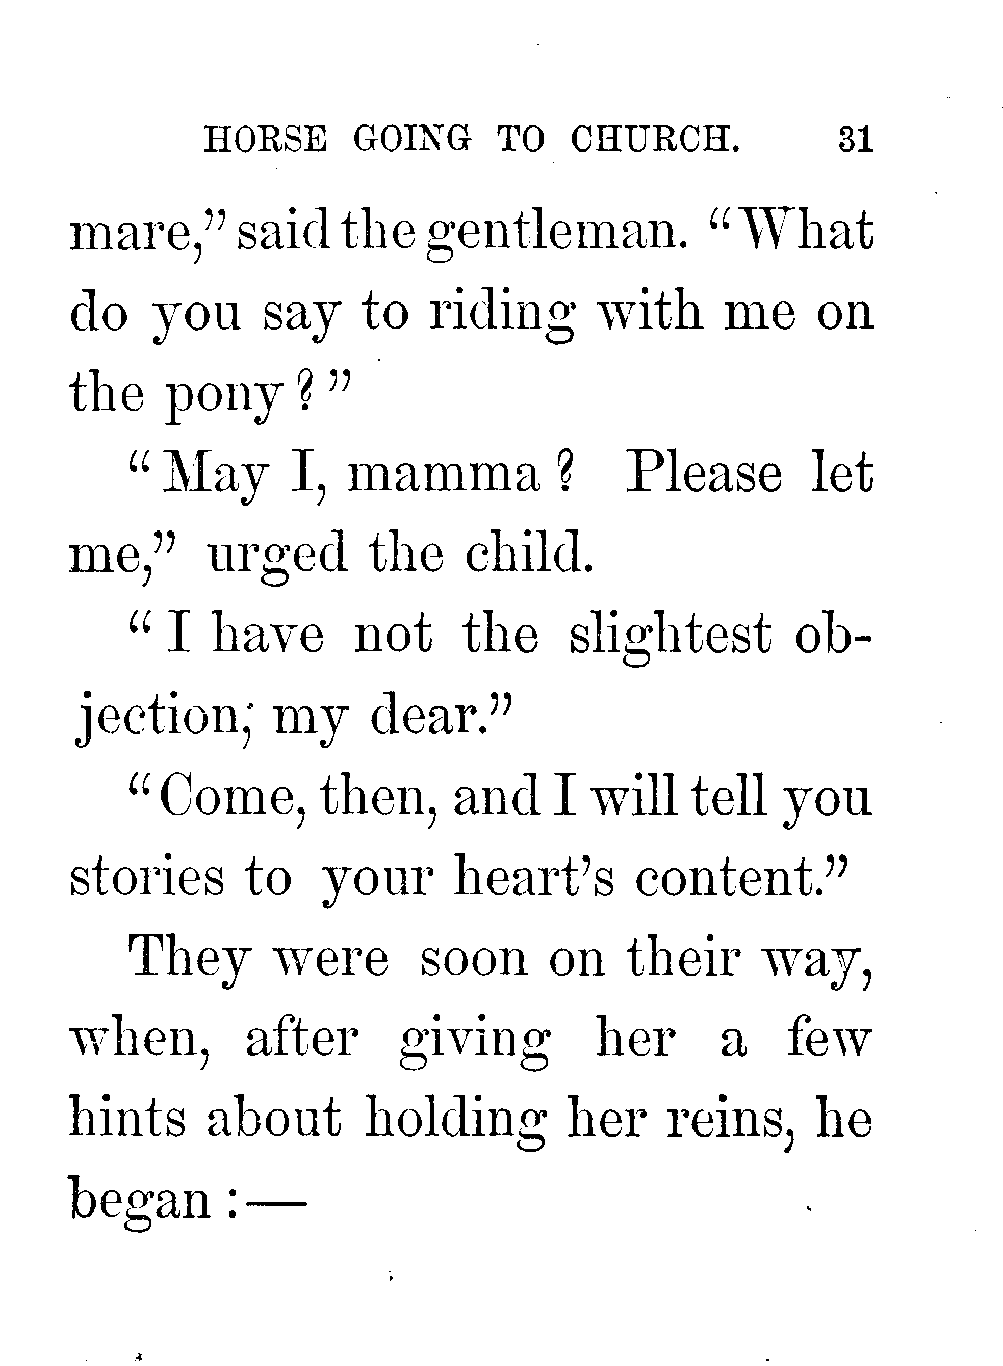 HORSE GOING TO CHURCH. 31
mare,” said the gentleman. “What
do you say to riding with me on
the pony?”
“May I, mamma? Please let
me,” urged the child.
“I have not the slightest ob-
jection, my dear.”
“Come, then, and I will tell you
stories to your heart’s content.”
They were soon on their way,
when, after giving her a few
hints about holding her reins, he
began:—